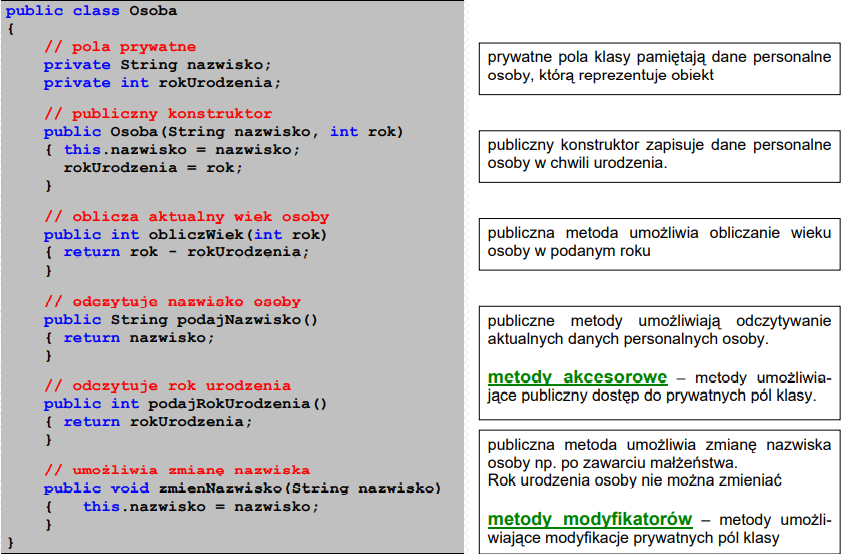 public class Osoba
{
// pola prywatne
private String nazwisko;
private int rokUrodzenia;
// publiczny konstruktor
public Osoba(String nazwisko, int rok)
{ this.nazwisko = nazwisko;
rokUrodzenia = rok;
}
// oblicza aktualny wiek osoby
public int obliczWiek(int rok)
{ return rok - rokUrodzenia;
}
// odczytuje nazwisko osoby
public String podajNazwisko()
{ return nazwisko;
}
// odczytuje rok urodzenia
public int podajRokUrodzenia()
{ return rokUrodzenia;
}
// umożliwia zmianę nazwiska
public void zmienNazwisko(String nazwisko)
{ this.nazwisko = nazwisko;
}
}
prywatne pola klasy pamiętają dane personalne
osoby, którą reprezentuje obiekt
publiczny konstruktor zapisuje dane personalne
osoby w chwili urodzenia.
publiczna metoda umożliwia obliczanie wieku
osoby w podanym roku
publiczne metody umożliwiają odczytywanie
aktualnych danych personalnych osoby.
metody akcesorowe – metody umożliwia-
jące publiczny dostęp do prywatnych pól klasy.
publiczna metoda umożliwia zmianę nazwiska
osoby np. po zawarciu małżeństwa.
Rok urodzenia osoby nie można zmieniać
metody modyfikatorów – metody umożli-
wiające modyfikacje prywatnych pól klasy